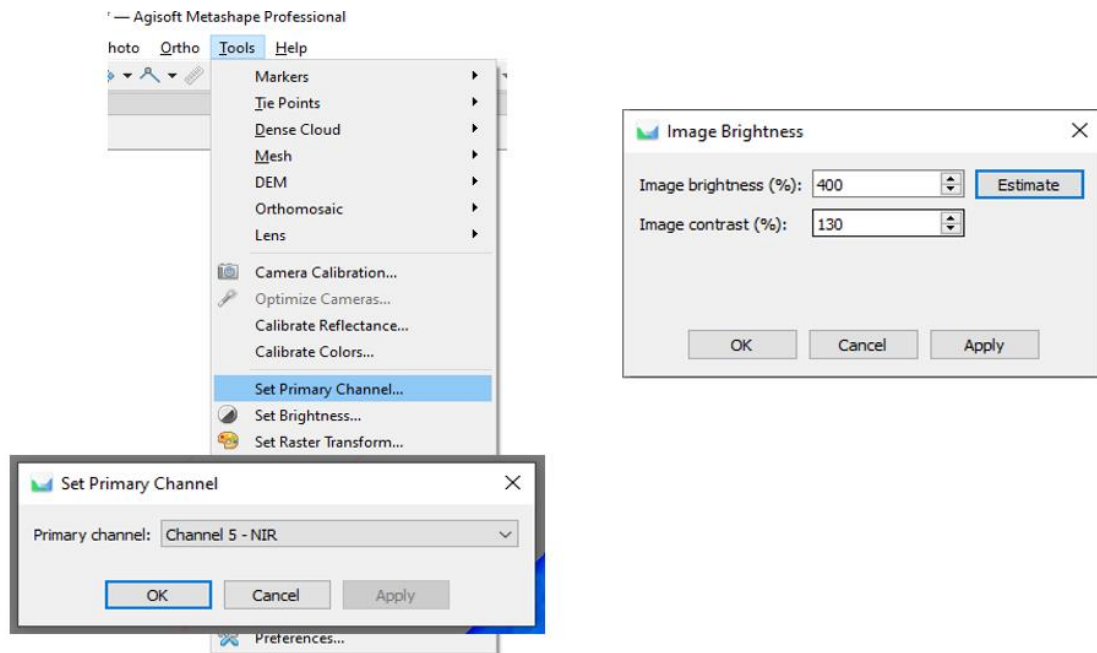 — Agisoft Metashape Professional
hoto Ortho Tools Help
Markers
Tie Points
Dense Cloud
Mesh
DEM
Orthomosaic
Lens
Camera Calibration...
Optimize Cameras...
Calibrate Reflectance...
Calibrate Colors...
Set Primary Channel...
Set Brightness...
Set Raster Transform...
Set Primary Channel
Primary channel: Channel 5 - NIR
OK Cancel Apply
Preferences...
Image Brightness
Image brightness (%): 400 Estimate
Image contrast (%): 130
OK Cancel Apply